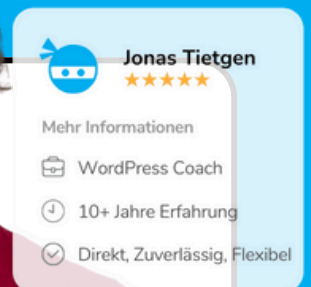 Jonas Tietgen
Mehr Informationen
WordPress Coach
10+ Jahre Erfahrung
Direkt, Zuverlässig, Flexibel